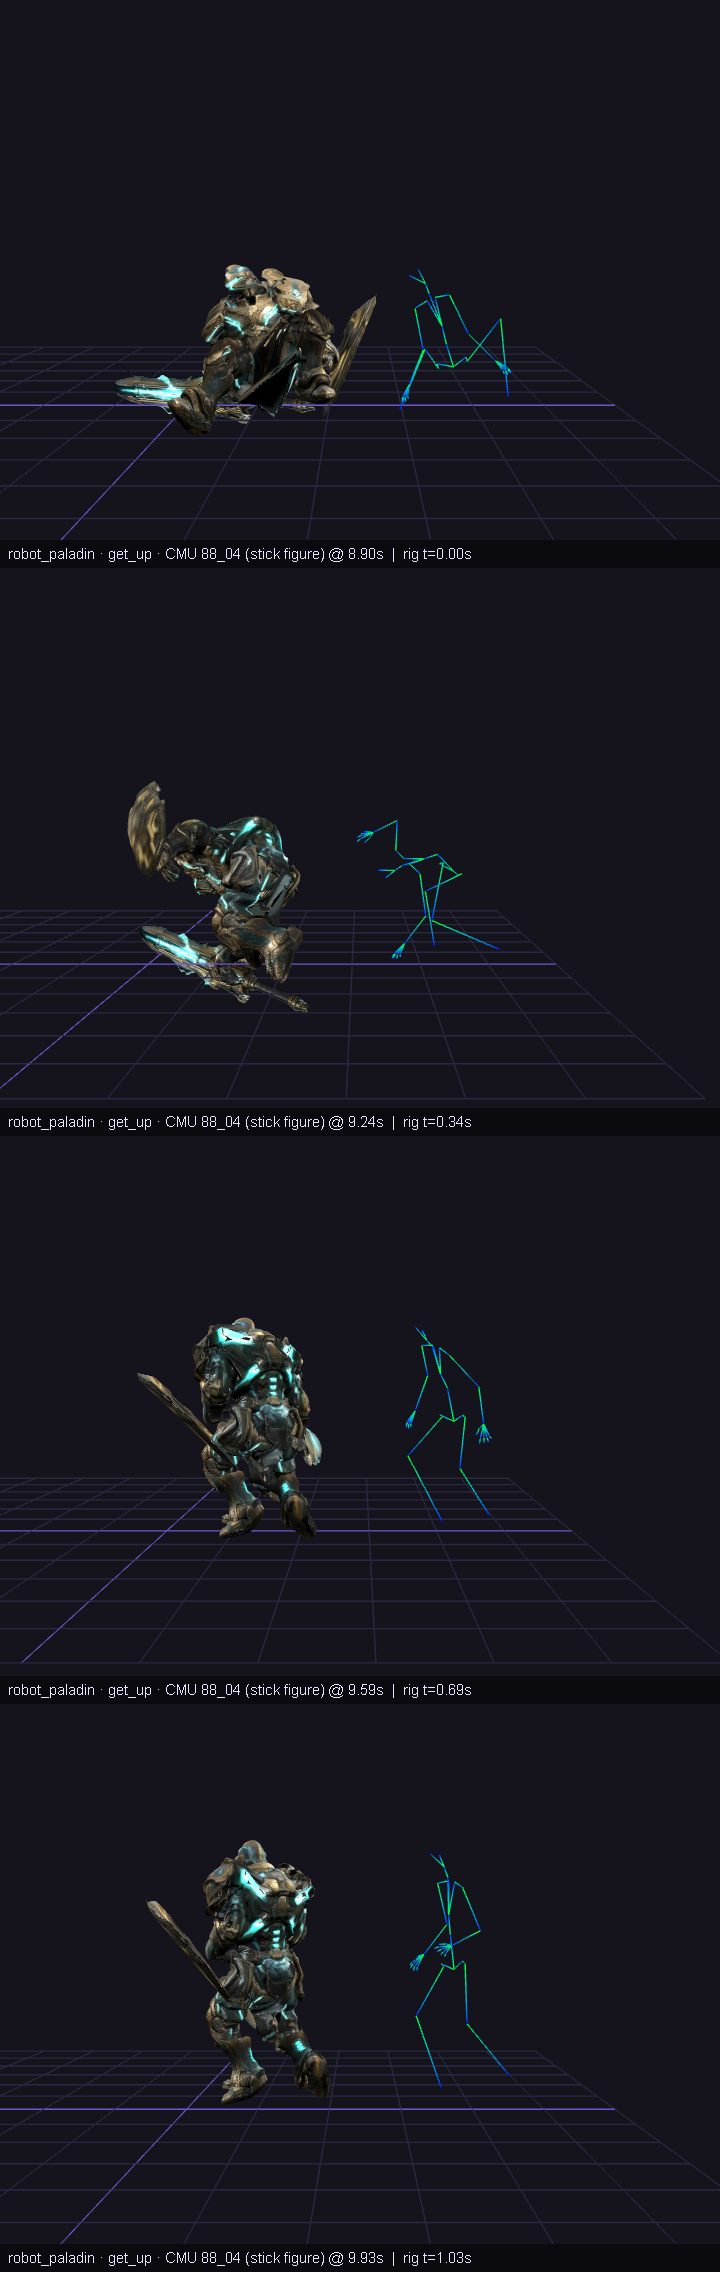 robot_paladin · get_up · CMU 88_04 (stick figure) @ 8.90s | rig t=0.00s
robot_paladin · get_up · CMU 88_04 (stick figure) @ 9.24s | rig t=0.34s
robot_paladin · get_up · CMU 88_04 (stick figure) @ 9.59s | rig t=0.69s
robot_paladin · get_up · CMU 88_04 (stick figure) @ 9.93s | rig t=1.03s